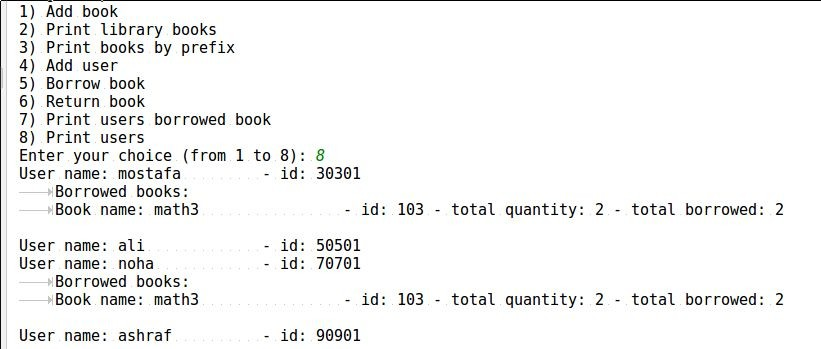 1) Add book
2) Print library books
3) Print books by prefix
4) Add user
5) Borrow book
6) Return book
7) Print users borrowed book
8) Print users
Enter your choice (from 1 to 8): 8
User name: mostafa          - id: 30301
	Borrowed books:
	Book name: math3                - id: 103 - total quantity: 2 - total borrowed: 2

User name: ali              - id: 50501
User name: noha             - id: 70701
	Borrowed books:
	Book name: math3                - id: 103 - total quantity: 2 - total borrowed: 2

User name: ashraf           - id: 90901